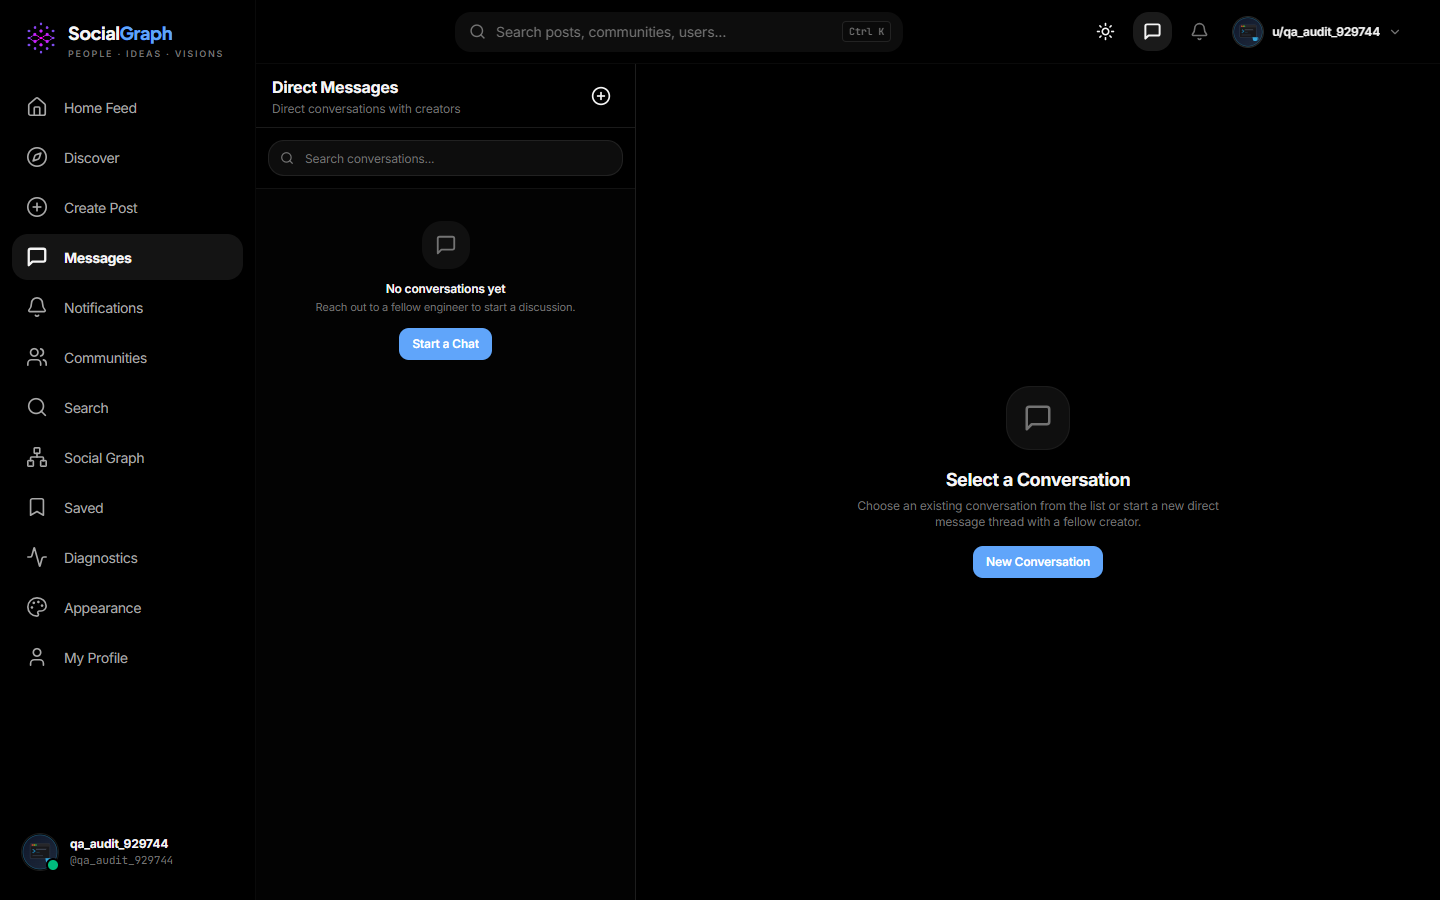 SocialGraph
PEOPLE · IDEAS · VISIONS
Search posts, communities, users...
Ctrl K
u/qa_audit_929744
Home Feed
Discover
Create Post
Messages
Notifications
Communities
Search
Social Graph
Saved
Diagnostics
Appearance
My Profile
qa_audit_929744
@qa_audit_929744
Direct Messages
Direct conversations with creators
Search conversations...
No conversations yet
Reach out to a fellow engineer to start a discussion.
Start a Chat
Select a Conversation
Choose an existing conversation from the list or start a new direct
message thread with a fellow creator.
New Conversation